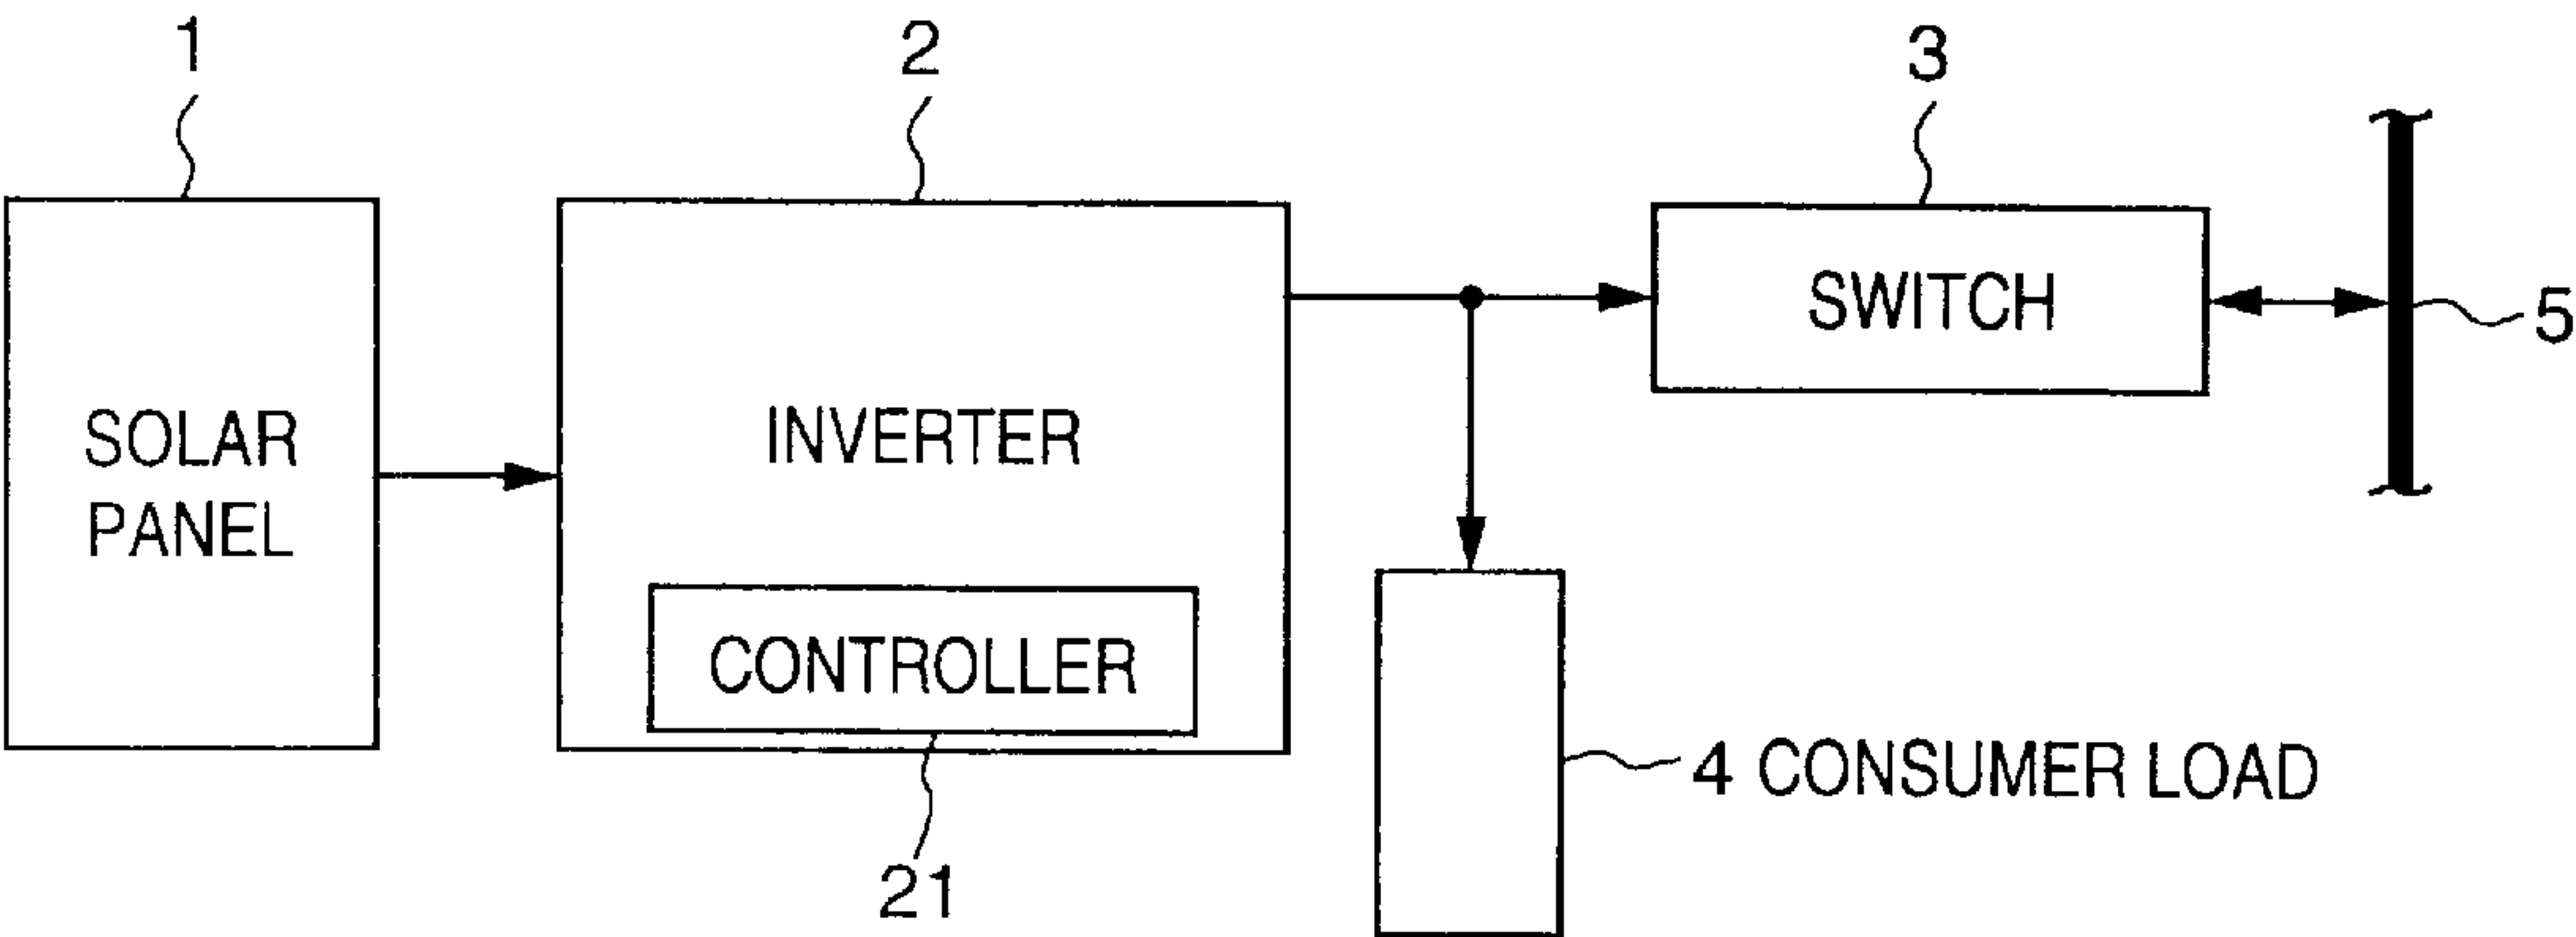 1
2
3
SOLAR
PANEL
INVERTER
CONTROLLER
21
SWITCH
5
4 CONSUMER LOAD